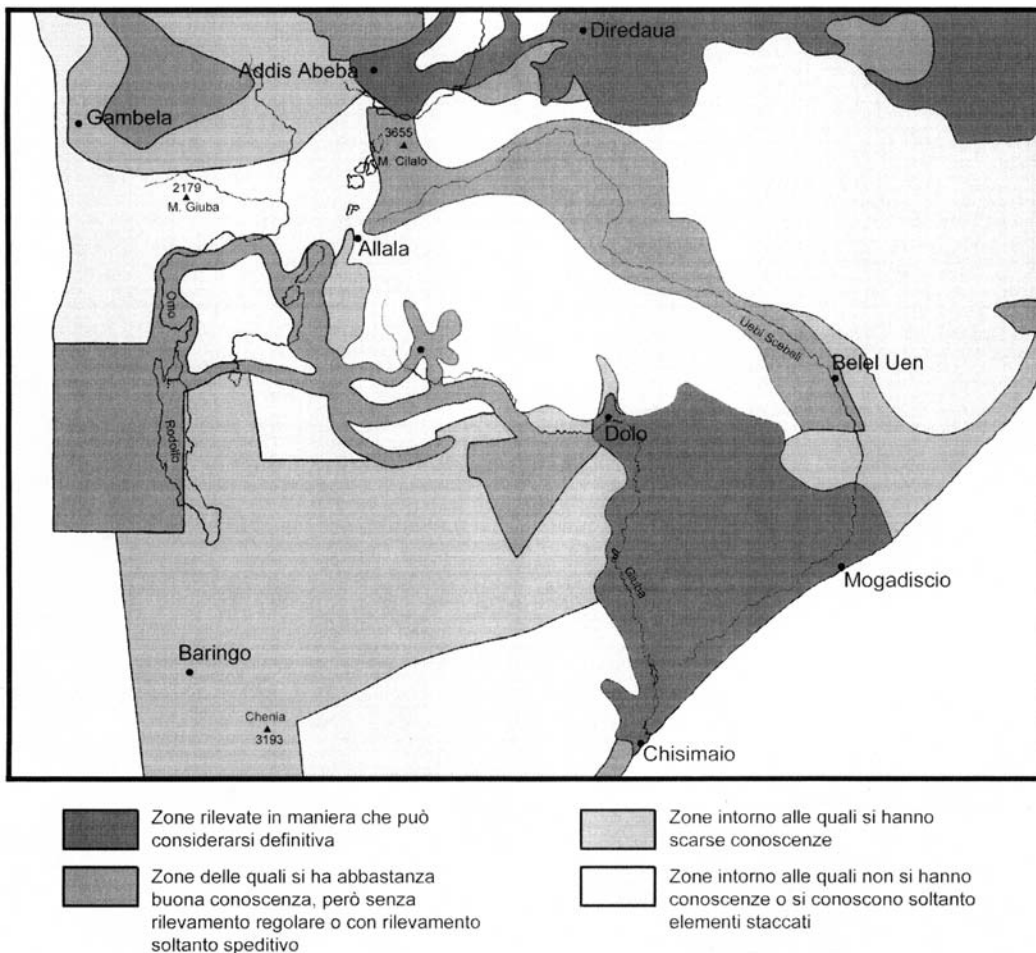 Diredaua
Addis Abeba
Gambela
3655
M. Cilalo
2179
M. Giuba
Allala
Omo
Uebi Scebali
Belel Uen
Rodolfo
Dolo
Giuba
Mogadiscio
Baringo
Chenia
3193
Chisimaio
Zone rilevate in maniera che può
considerarsi definitiva
Zone delle quali si ha abbastanza
buona conoscenza, però senza
rilevamento regolare o con rilevamento
soltanto speditivo
Zone intorno alle quali si hanno
scarse conoscenze
Zone intorno alle quali non si hanno
conoscenze o si conoscono soltanto
elementi staccati